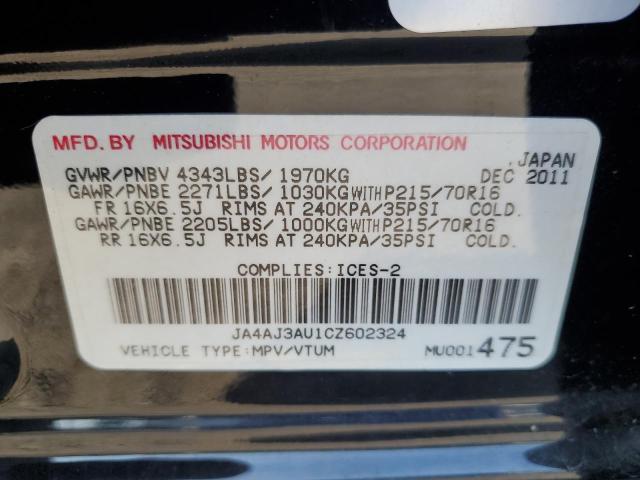 MFD. BY MITSUBISHI MOTORS CORPORATION
, JAPAN
GVWR/PNBV 4343LBS/1970KG DEC 2011
GAWR/PNBE 2271LBS/1030KG WITH P215/70R16
FR 16X6.5J RIMS AT 240KPA/35PSI COLD.
GAWR/PNBE 2205LBS/1000KG WITH P215/70R16
RR 16X6.5J RIMS AT 240KPA/35PSI COLD.
COMPLIES:ICES-2
JA4AJ3AU1CZ602324
VEHICLE TYPE:MPV/VTUM MU001475